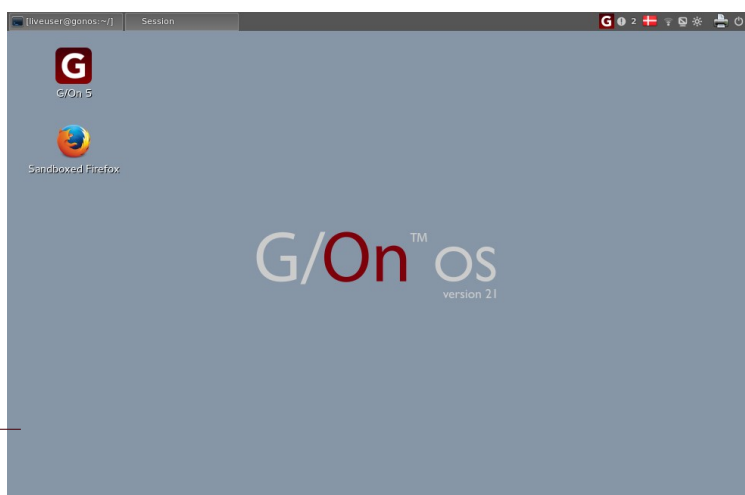 [liveuser@gonos:~/] Session G 2
G
G/On 5
Sandboxed Firefox
G/On™ os
version 21